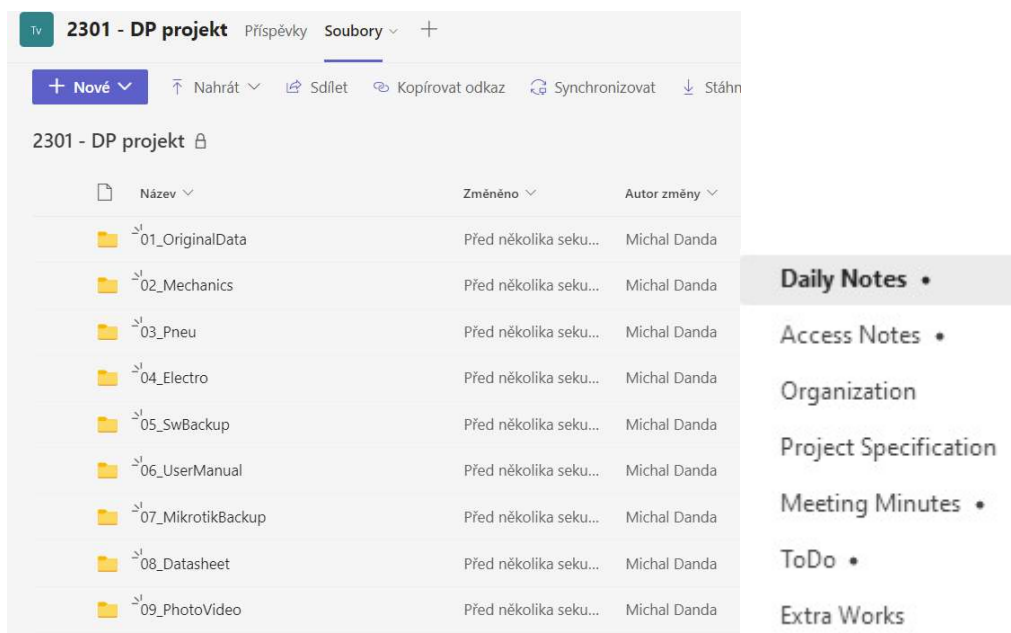 Tv 2301 - DP projekt Příspěvky Soubory
Nové Nahrát Sdílet Kopírovat odkaz Synchronizovat Stáhn
2301 - DP projekt
Název Změněno Autor změny
01_OriginalData Před několika seku... Michal Danda
02_Mechanics Před několika seku... Michal Danda
03_Pneu Před několika seku... Michal Danda
04_Electro Před několika seku... Michal Danda
05_SwBackup Před několika seku... Michal Danda
06_UserManual Před několika seku... Michal Danda
07_MikrotikBackup Před několika seku... Michal Danda
08_Datasheet Před několika seku... Michal Danda
09_PhotoVideo Před několika seku... Michal Danda
Daily Notes •
Access Notes •
Organization
Project Specification
Meeting Minutes •
ToDo •
Extra Works